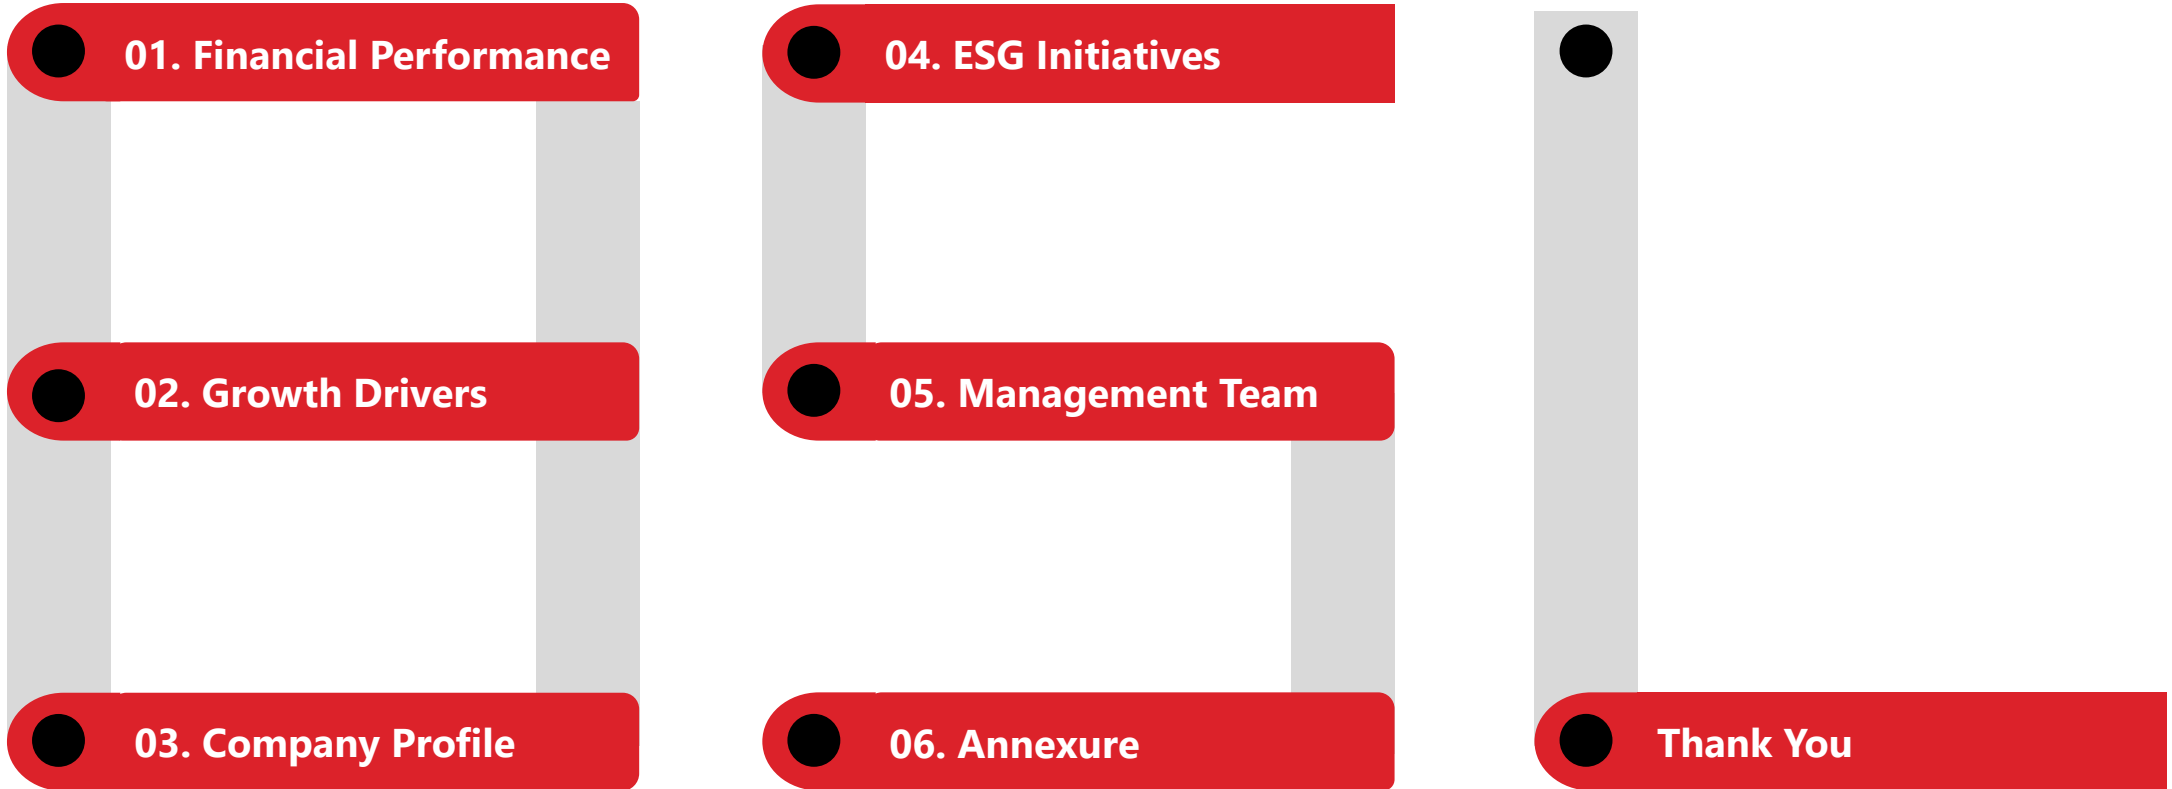 01. Financial Performance
02. Growth Drivers
03. Company Profile
04. ESG Initiatives
05. Management Team
06. Annexure
Thank You